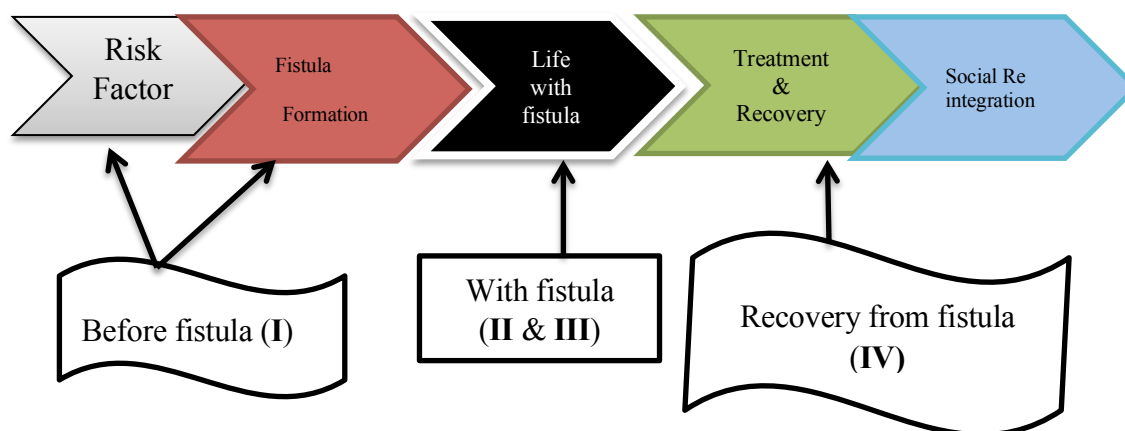 Risk
Factor
Fistula
Formation
Life
with
fistula
Treatment
&
Recovery
Social Re
integration
Before fistula (I)
With fistula
(II & III)
Recovery from fistula
(IV)